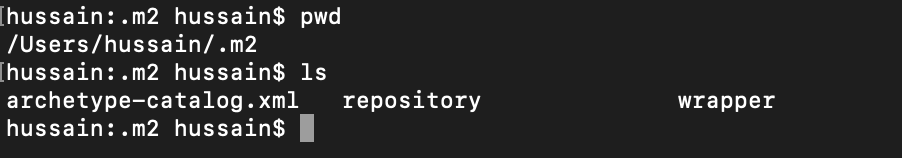 [hussain:.m2 hussain$ pwd
/Users/hussain/.m2
[hussain:.m2 hussain$ ls
archetype-catalog.xml repository wrapper
hussain:.m2 hussain$